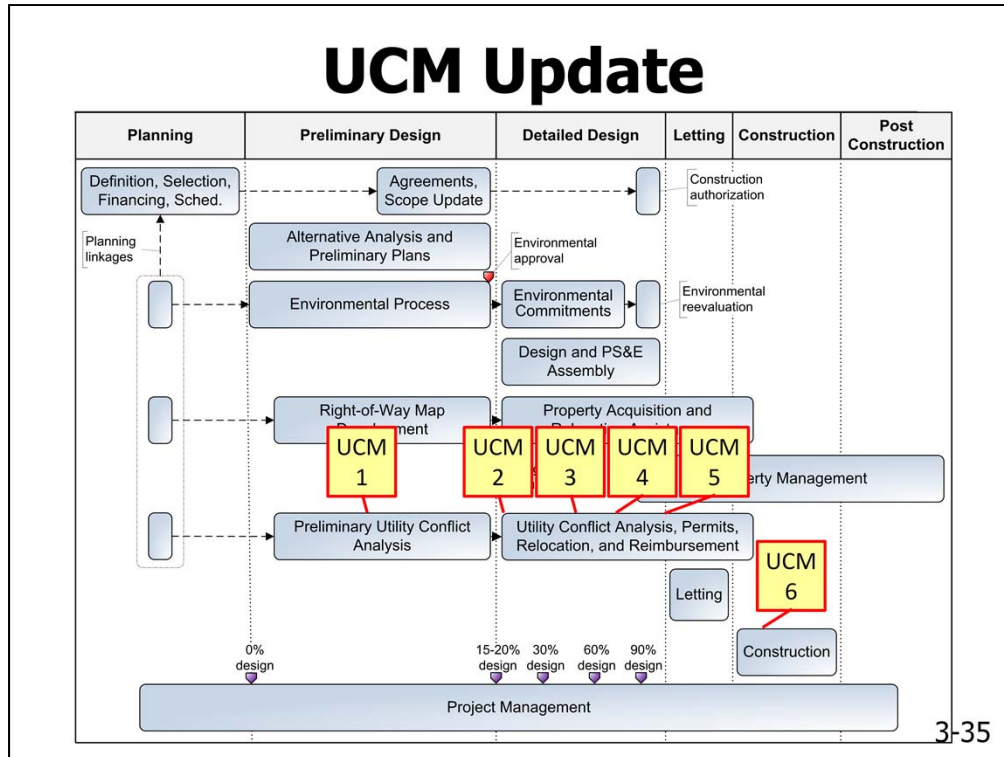 UCM Update
Planning
Preliminary Design
Detailed Design
Letting
Construction
Post
Construction
Definition, Selection,
Financing, Sched.
Agreements,
Scope Update
Construction
authorization
Planning
linkages
Alternative Analysis and
Preliminary Plans
Environmental
approval
Environmental Process
Environmental
Commitments
Environmental
reevaluation
Design and PS&E
Assembly
Right-of-Way Map
Property Acquisition and
UCM
1
UCM
2
UCM
3
UCM
4
UCM
5
Management
Preliminary Utility Conflict
Analysis
Utility Conflict Analysis, Permits,
Relocation, and Reimbursement
UCM
6
Letting
Construction
0%
design
15-20%
design
30%
design
60%
design
90%
design
Project Management
3-35